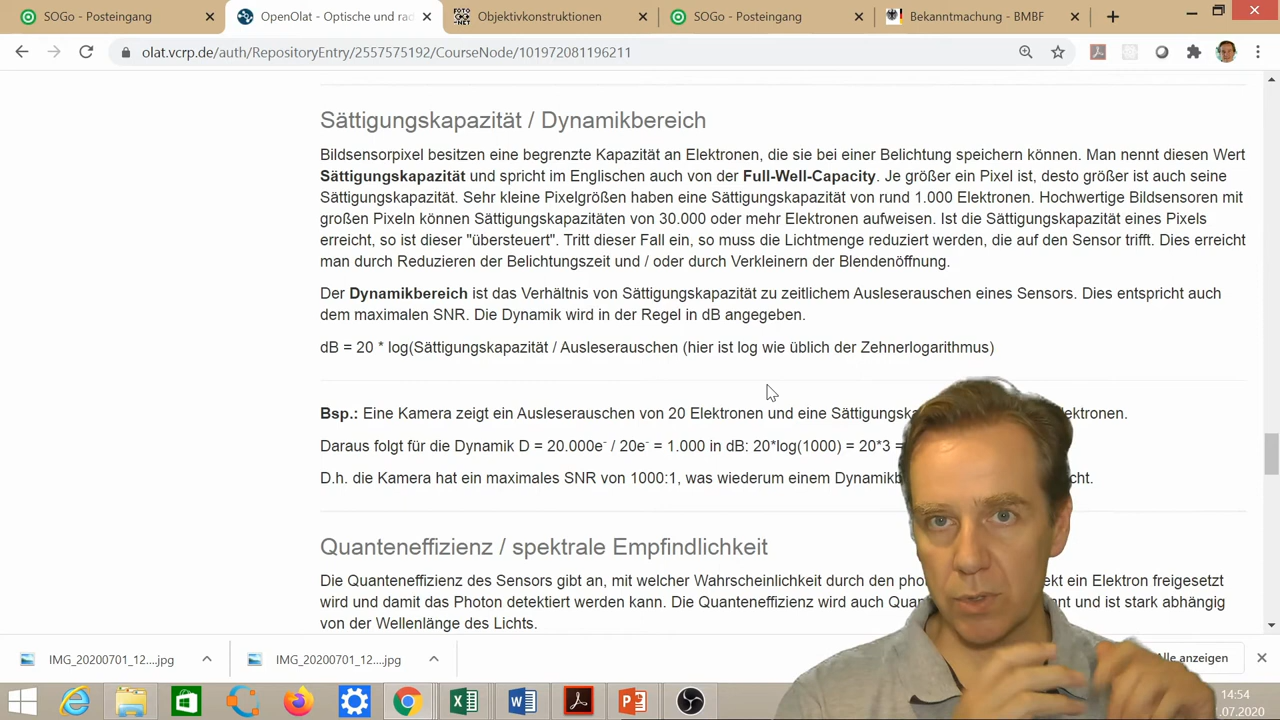 SOGo - Posteingang
OpenOlat - Optische und rad
Objektivkonstruktionen
SOGo - Posteingang
Bekanntmachung - BMBF
olat.vcrp.de/auth/RepositoryEntry/2557575192/CourseNode/101972081196211
Sättigungskapazität / Dynamikbereich
Bildsensorpixel besitzen eine begrenzte Kapazität an Elektronen, die sie bei einer Belichtung speichern können. Man nennt diesen Wert
Sättigungskapazität und spricht im Englischen auch von der Full-Well-Capacity. Je größer ein Pixel ist, desto größer ist auch seine
Sättigungskapazität. Sehr kleine Pixelgrößen haben eine Sättigungskapazität von rund 1.000 Elektronen. Hochwertige Bildsensoren mit
großen Pixeln können Sättigungskapazitäten von 30.000 oder mehr Elektronen aufweisen. Ist die Sättigungskapazität eines Pixels
erreicht, so ist dieser "übersteuert". Tritt dieser Fall ein, so muss die Lichtmenge reduziert werden, die auf den Sensor trifft. Dies erreicht
man durch Reduzieren der Belichtungszeit und / oder durch Verkleinern der Blendenöffnung.
Der Dynamikbereich ist das Verhältnis von Sättigungskapazität zu zeitlichem Ausleserauschen eines Sensors. Dies entspricht auch
dem maximalen SNR. Die Dynamik wird in der Regel in dB angegeben.
dB = 20 * log(Sättigungskapazität / Ausleserauschen (hier ist log wie üblich der Zehnerlogarithmus)
Bsp.: Eine Kamera zeigt ein Ausleserauschen von 20 Elektronen und eine
Daraus folgt für die Dynamik D = 20.000e- / 20e- = 1.000 in dB: 20*log(1000) = 20*3 =
D.h. die Kamera hat ein maximales SNR von 1000:1, was wiederum einem
Quanteneffizienz / spektrale Empfindlichkeit
Die Quanteneffizienz des Sensors gibt an, mit welcher Wahrscheinlichkeit durch den ein Elektron freigesetzt
wird und damit das Photon detektiert werden kann. Die Quanteneffizienz wird auch und ist stark abhängig
von der Wellenlänge des Lichts.
IMG_20200701_12....jpg
IMG_20200701_12....jpg
Alle anzeigen
14:54
.07.2020